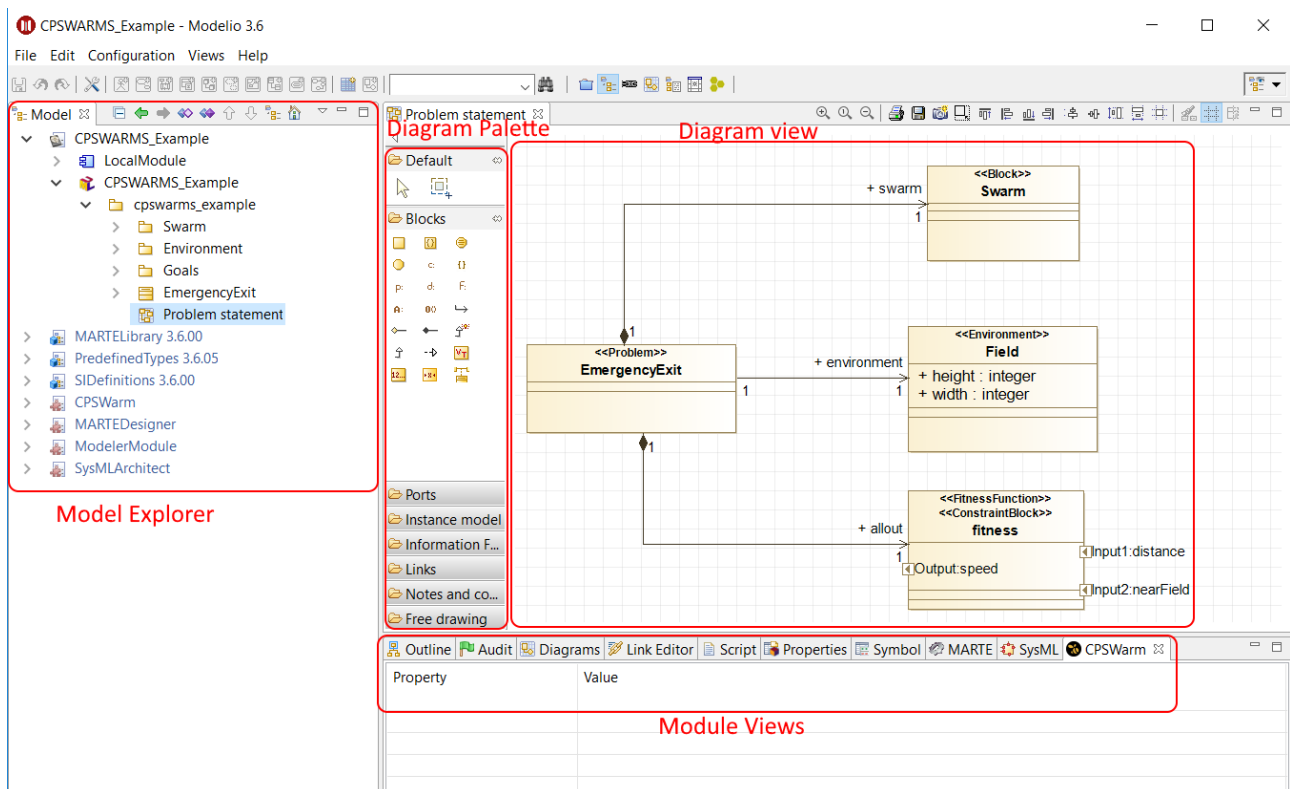 CPSWARMS_Example - Modelio 3.6
File Edit Configuration Views Help
Model
CPSWARMS_Example
LocalModule
CPSWARMS_Example
cpswarms_example
Swarm
Environment
Goals
EmergencyExit
Problem statement
MARTELibrary 3.6.00
PredefinedTypes 3.6.05
SIDefinitions 3.6.00
CPSWarm
MARTEDesigner
ModelerModule
SysMLArchitect
Model Explorer
Problem statement
Diagram Palette
Diagram view
Default
Blocks
c: {}
p: d: F:
A: 0()
VT
12...
Ports
Instance model
Information F...
Links
Notes and co...
Free drawing
<<Block>>
Swarm
+ swarm
1
1
<<Problem>>
EmergencyExit
1
<<Environment>>
Field
+ height : integer
+ width : integer
+ environment
1
1
<<FitnessFunction>>
<<ConstraintBlock>>
fitness
+ allout
1
Input1:distance
Output:speed
Input2:nearField
Outline Audit Diagrams Link Editor Script Properties Symbol MARTE SysML CPSWarm
Property Value
Module Views